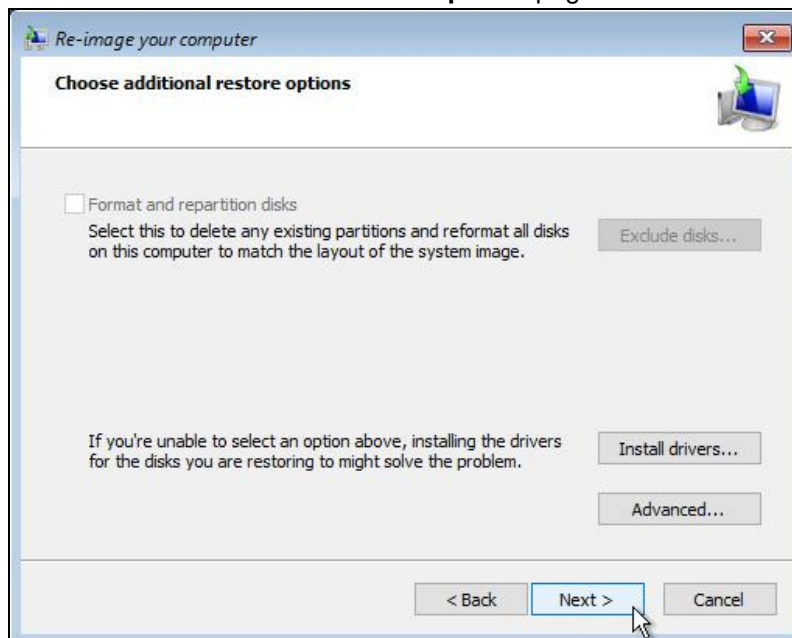 Re-image your computer
Choose additional restore options
Format and repartition disks
Select this to delete any existing partitions and reformat all disks
on this computer to match the layout of the system image.
Exclude disks...
If you're unable to select an option above, installing the drivers
for the disks you are restoring to might solve the problem.
Install drivers...
Advanced...
< Back
Next >
Cancel